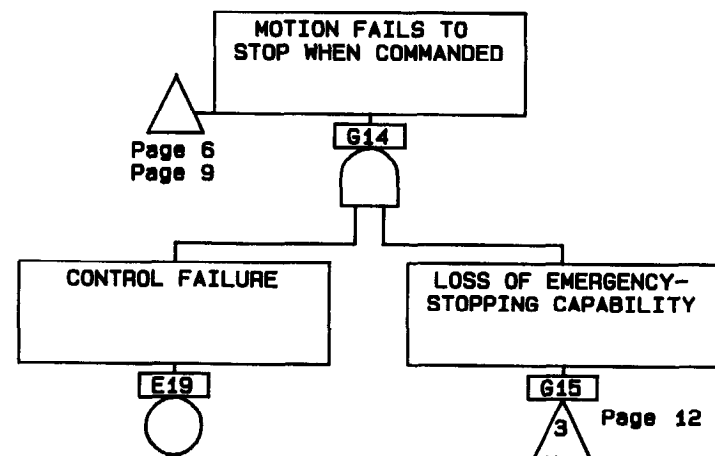 MOTION FAILS TO
STOP WHEN COMMANDED
Page 6
Page 9
G14
CONTROL FAILURE
LOSS OF EMERGENCY-
STOPPING CAPABILITY
E19
G15
Page 12
3